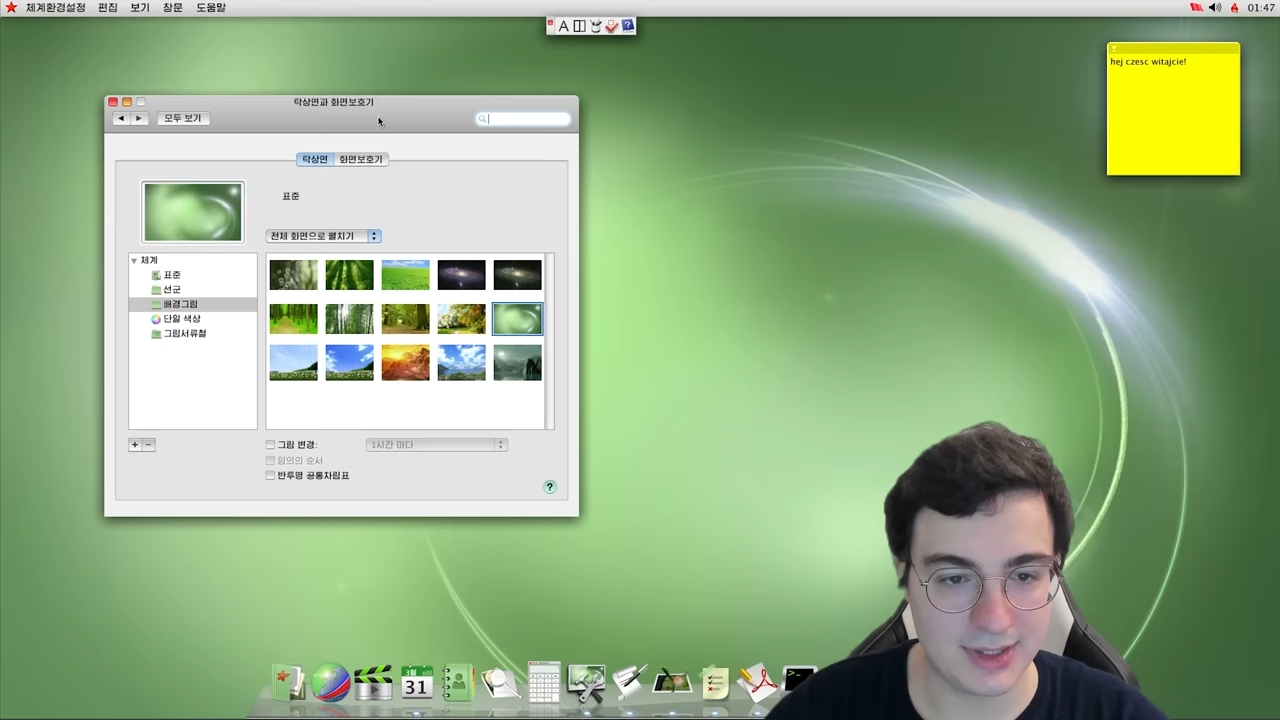 체계환경설정 편집 보기 창문 도움말
01:47
A
hej czesc witajcie!
탁상면과 화면보호기
모두 보기
탁상면 화면보호기
표준
전체 화면으로 펼치기
체계
표준
선군
배경그림
단일 색상
그림서류철
그림 변경: 1시간 마다
임의의 순서
반투명 공통차림표
?
31